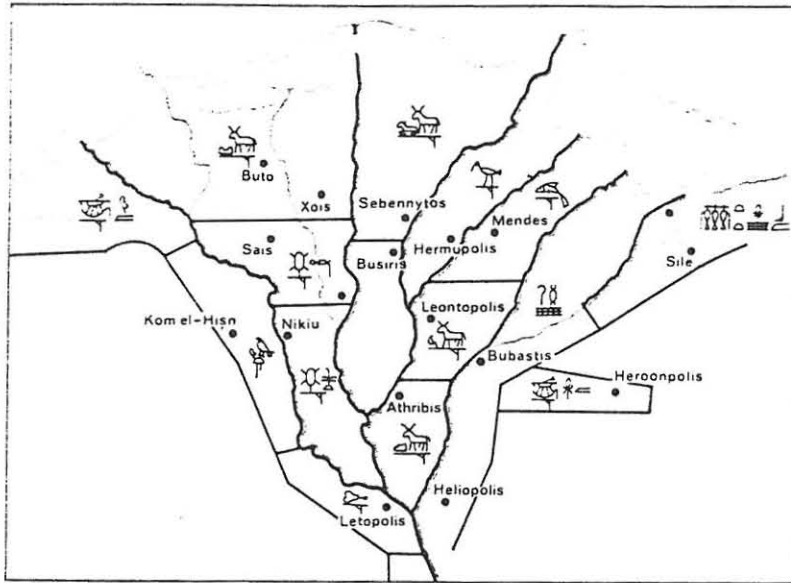 Buto
Xois
Sebennytos
Mendes
Sais
Busiris
Hermupolis
Sile
Kom el-Hisn
Nikiu
Leontopolis
Bubastis
Heroonpolis
Athribis
Heliopolis
Letopolis